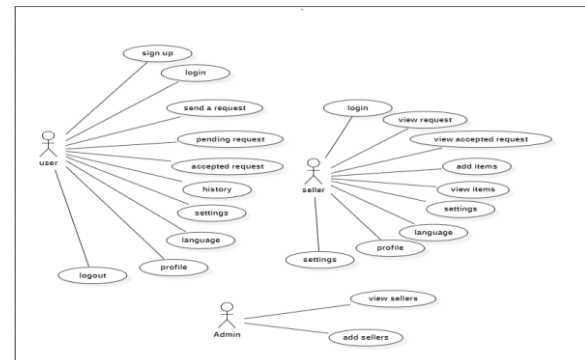 sign up
login
send a request
pending request
accepted request
history
settings
language
profile
logout
user
login
view request
view accepted request
add items
view items
settings
language
profile
settings
seller
view sellers
add sellers
Admin